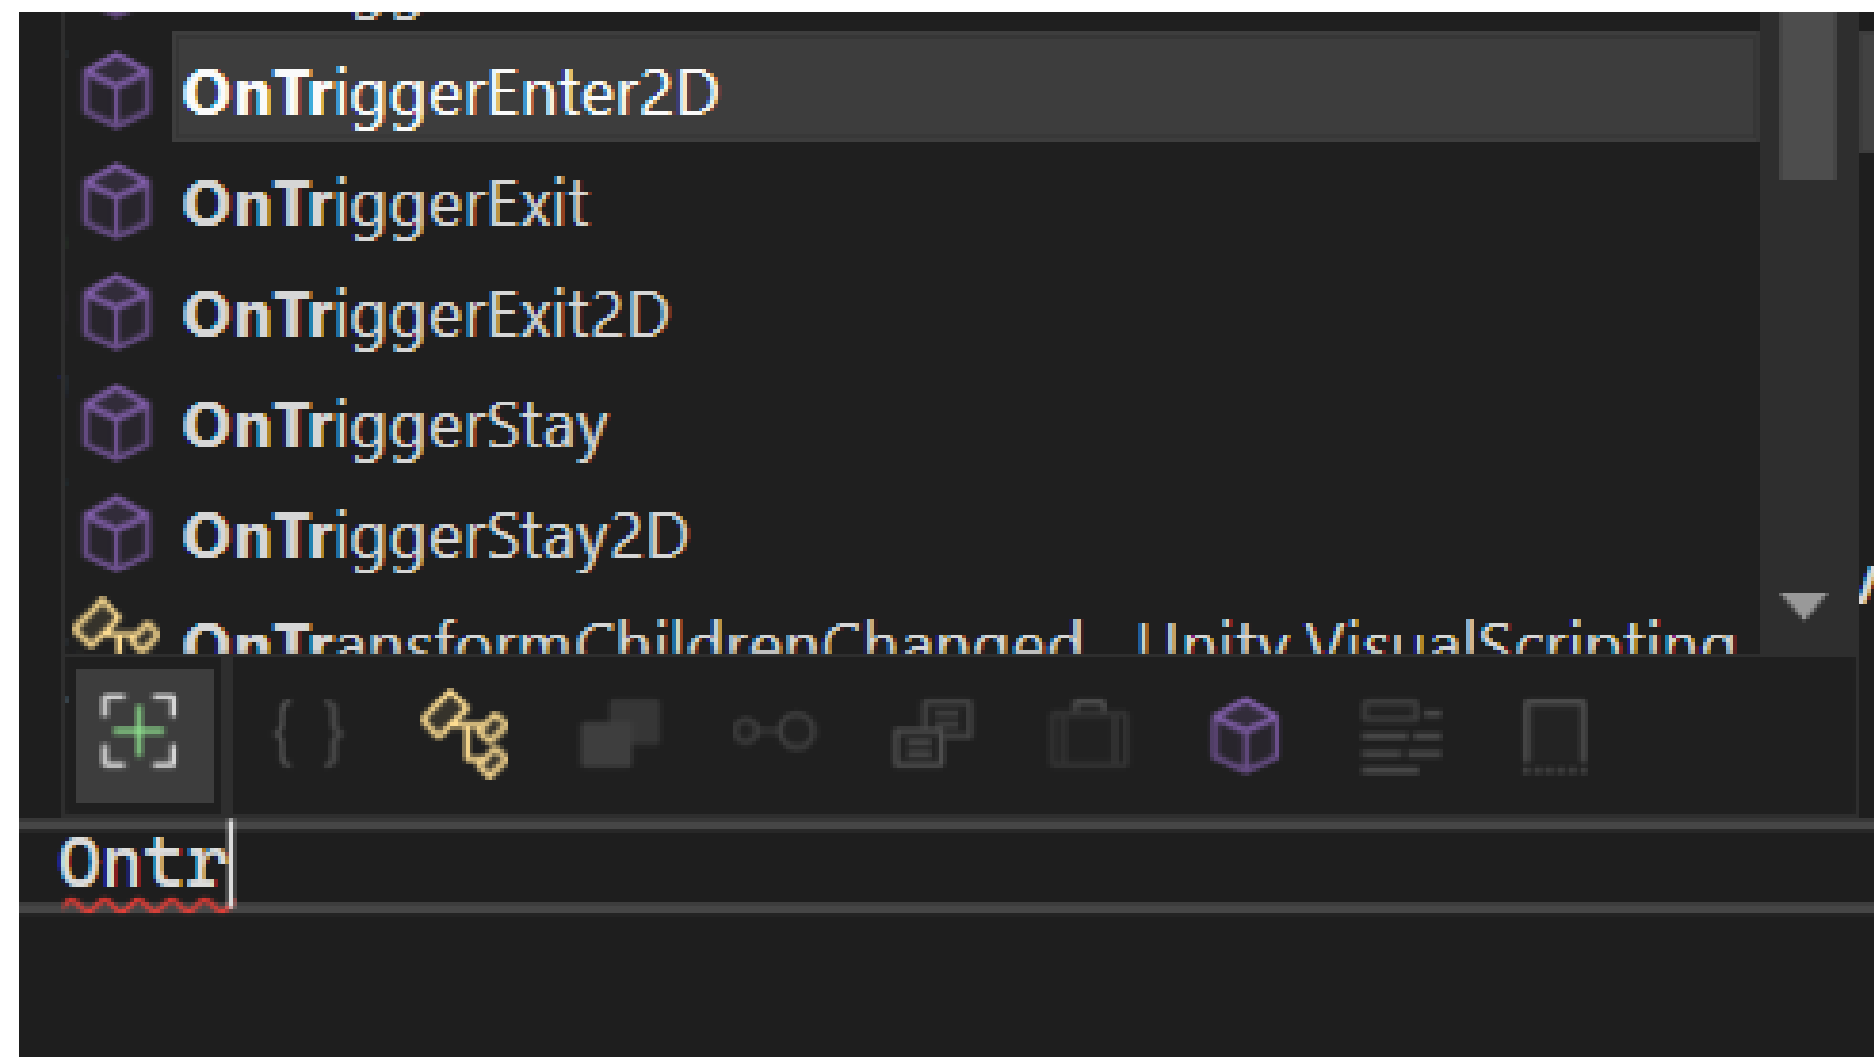 OnTriggerEnter2D
OnTriggerExit
OnTriggerExit2D
OnTriggerStay
OnTriggerStay2D
OnTransformChildrenChanged Unity.VisualScripting
{ }
Ontr